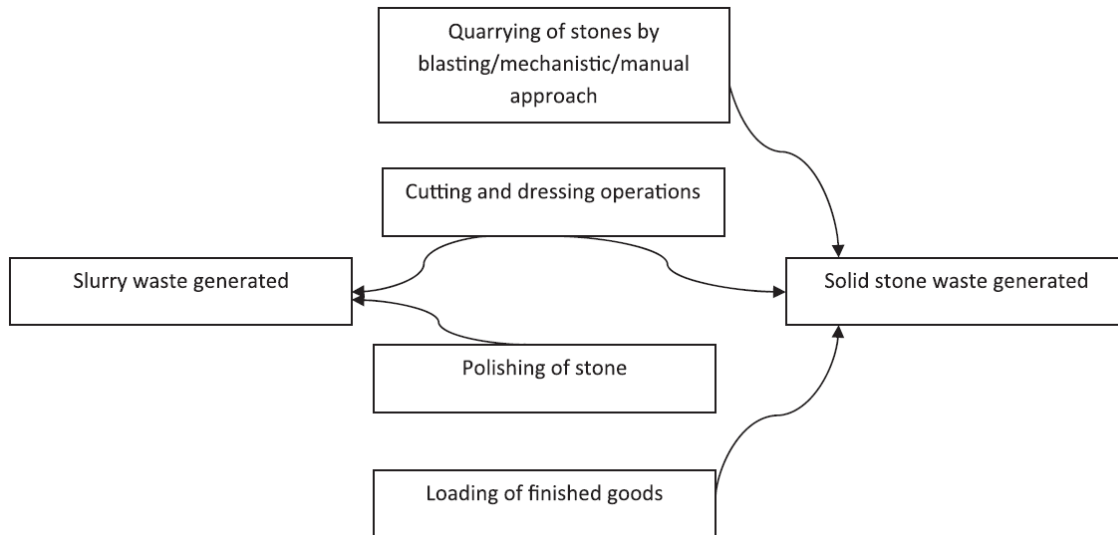 Quarrying of stones by
blasting/mechanistic/manual
approach
Cutting and dressing operations
Slurry waste generated
Solid stone waste generated
Polishing of stone
Loading of finished goods